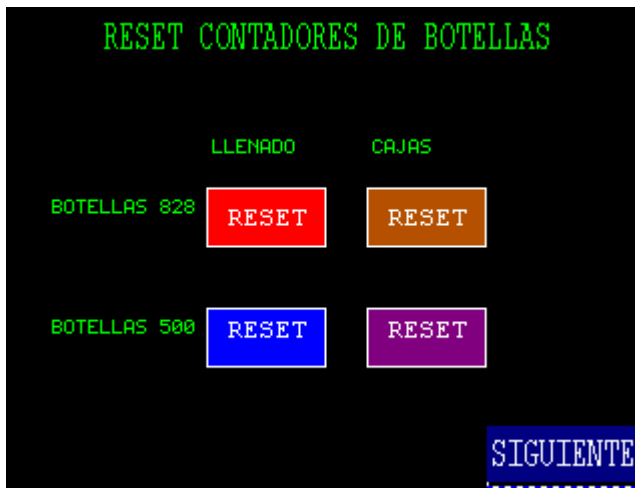 RESET CONTADORES DE BOTELLAS
LLENADO CAJAS
BOTELLAS 828 RESET RESET
BOTELLAS 500 RESET RESET
SIGUIENTE